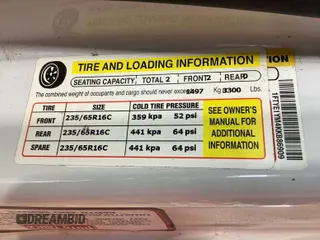 TIRE AND LOADING INFORMATION
SEATING CAPACITY TOTAL 2 FRONT 2 REAR 0
The combined weight of occupants and cargo should never exceed 1497 Kg 3300 Lbs.
TIRE SIZE COLD TIRE PRESSURE
FRONT 235/65R16C 359 kpa 52 psi
REAR 235/65R16C 441 kpa 64 psi
SPARE 235/65R16C 441 kpa 64 psi
SEE OWNER'S
MANUAL FOR
ADDITIONAL
INFORMATION
TION
DREAMBID